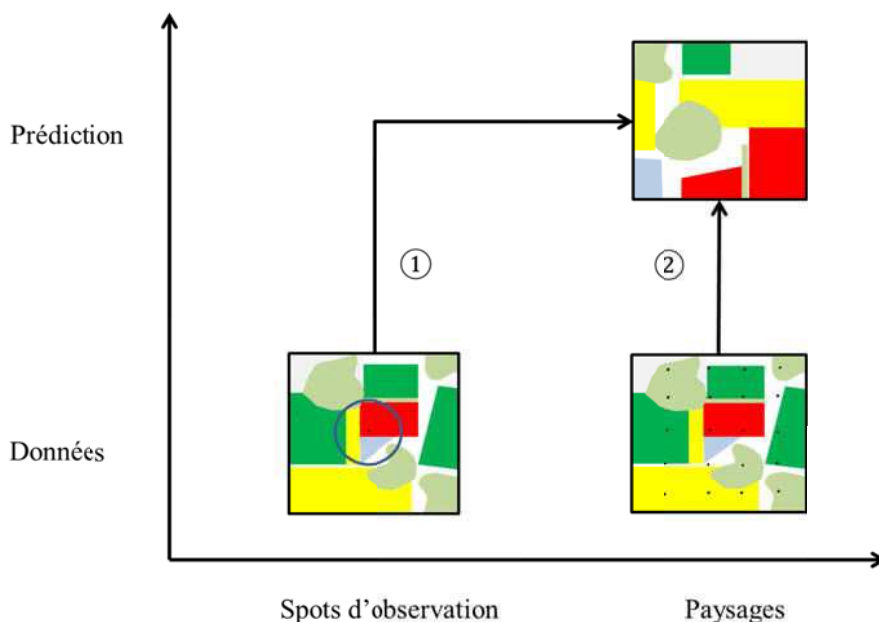 Prédiction
①
②
Données
Spots d'observation
Paysages